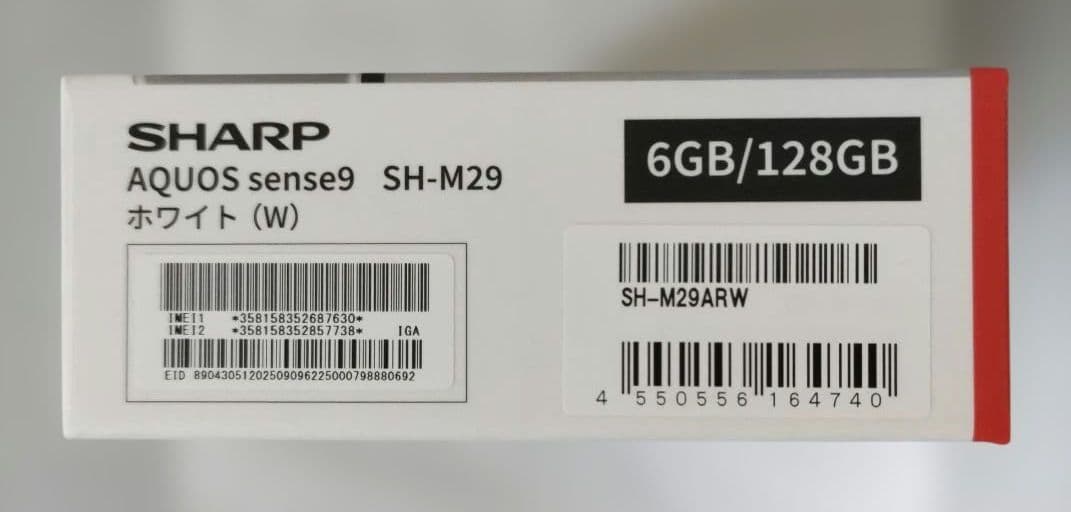 SHARP
AQUOS sense9 SH-M29
ホワイト（W）
6GB/128GB
IMEI1 *358158352687630*
IMEI2 *358158352857738* IGA
EID 89043051202509096225000798880692
SH-M29ARW
4 550556 164740